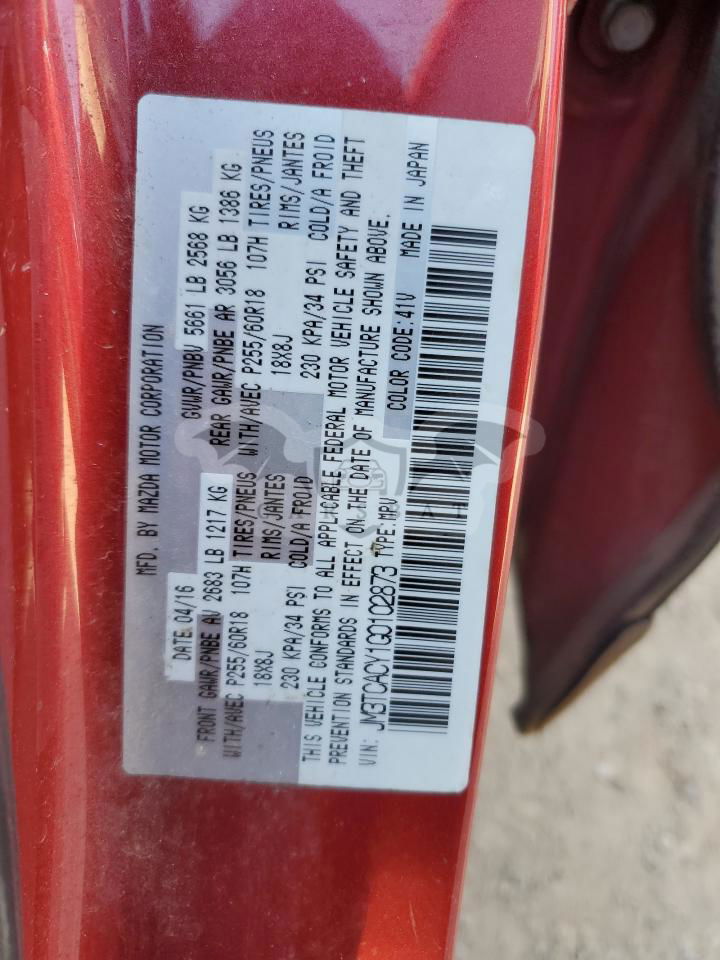 MFD. BY MAZDA MOTOR CORPORATION
DATE 04/16 GVWR/PNBV 5661 LB 2568 KG
FRONT GAWR/PNBE AV 2683 LB 1217 KG REAR GAWR/PNBE AR 3056 LB 1386 KG
WITH/AVEC P255/60R18 107H TIRES/PNEUS WITH/AVEC P255/60R18 107H TIRES/PNEUS
18X8J RIMS/JANTES 18X8J RIMS/JANTES
230 KPA/34 PSI COLD/A FROID 230 KPA/34 PSI COLD/A FROID
THIS VEHICLE CONFORMS TO ALL APPLICABLE FEDERAL MOTOR VEHICLE SAFETY AND THEFT
PREVENTION STANDARDS IN EFFECT ON THE DATE OF MANUFACTURE SHOWN ABOVE.
VIN: JM3TCACY1G0102873 TYPE:MPV COLOR CODE:41V MADE IN JAPAN